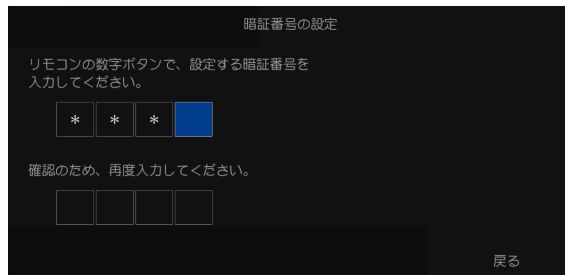 暗証番号の設定
リモコンの数字ボタンで、設定する暗証番号を
入力してください。
* * *
確認のため、再度入力してください。
戻る